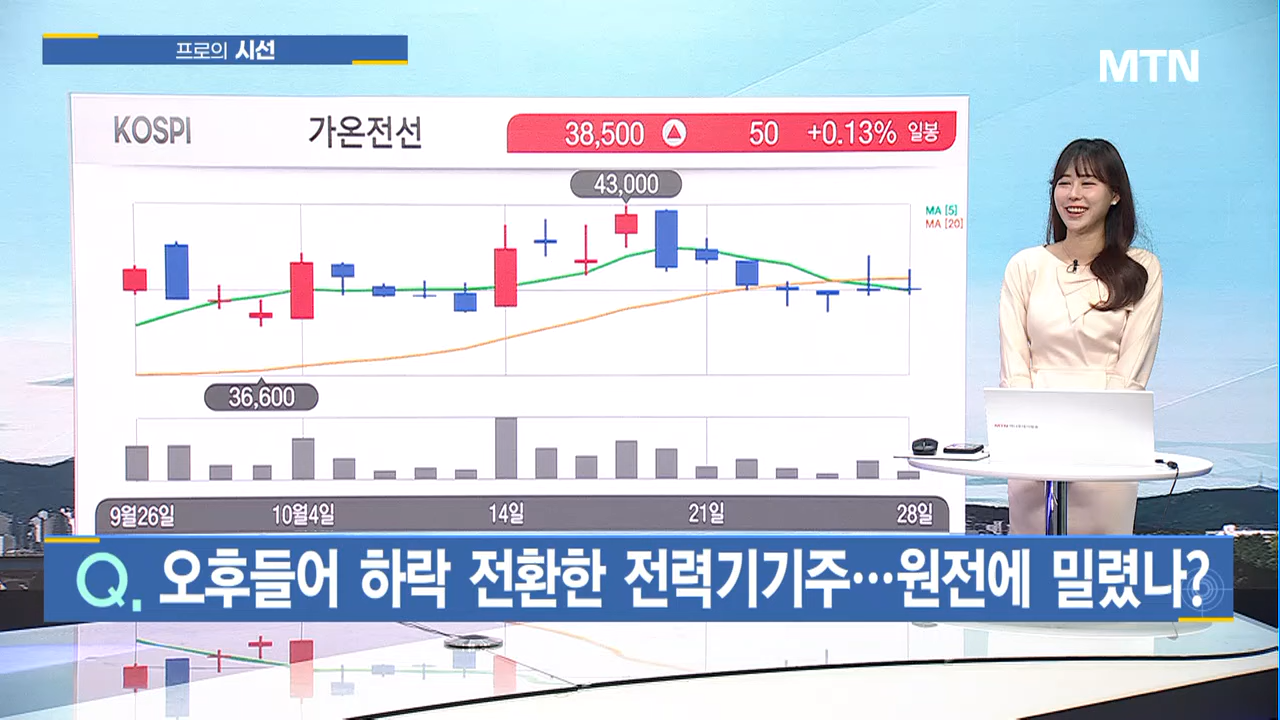 프로의 시선
MTN
KOSPI 가온전선 38,500 ▲ 50 +0.13% 일봉
43,000
MA [5]
MA [20]
36,600
9월26일 10월4일 14일 21일 28일
Q. 오후들어 하락 전환한 전력기기주…원전에 밀렸나?